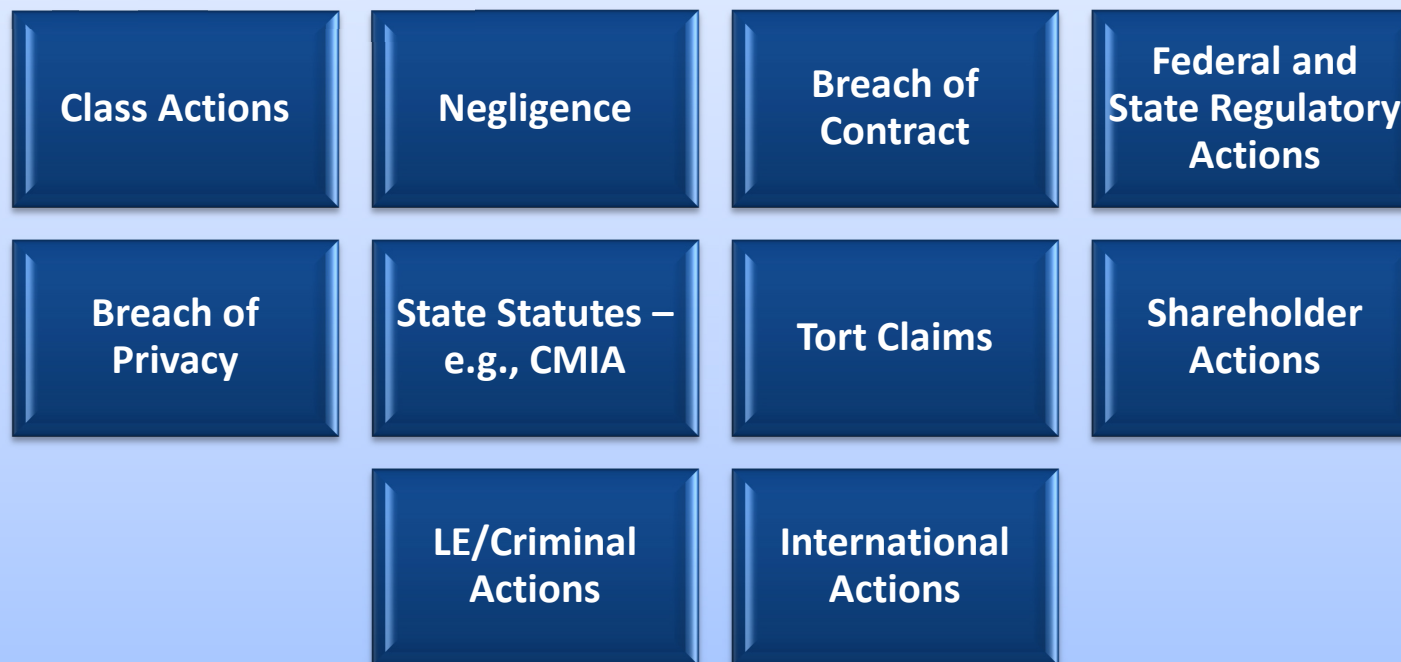 Class Actions
Negligence
Breach of
Contract
Federal and
State Regulatory
Actions
Breach of
Privacy
State Statutes –
e.g., CMIA
Tort Claims
Shareholder
Actions
LE/Criminal
Actions
International
Actions